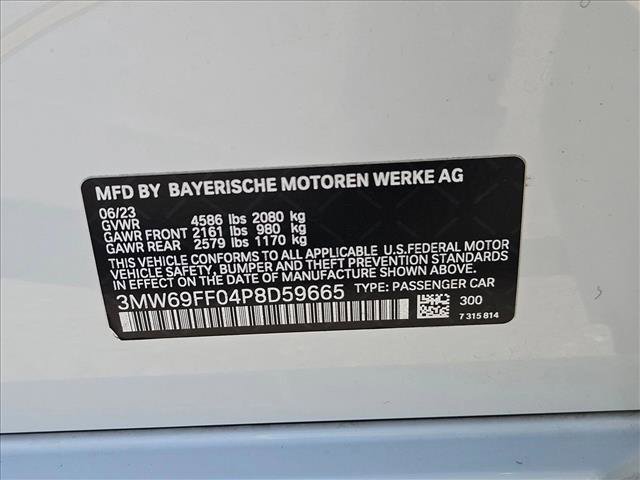 MFD BY BAYERISCHE MOTOREN WERKE AG
06/23
GVWR 4586 lbs 2080 kg
GAWR FRONT 2161 lbs 980 kg
GAWR REAR 2579 lbs 1170 kg
THIS VEHICLE CONFORMS TO ALL APPLICABLE U.S.FEDERAL MOTOR
VEHICLE SAFETY, BUMPER AND THEFT PREVENTION STANDARDS
IN EFFECT ON THE DATE OF MANUFACTURE SHOWN ABOVE.
3MW69FF04P8D59665 TYPE: PASSENGER CAR
300
7 315 814